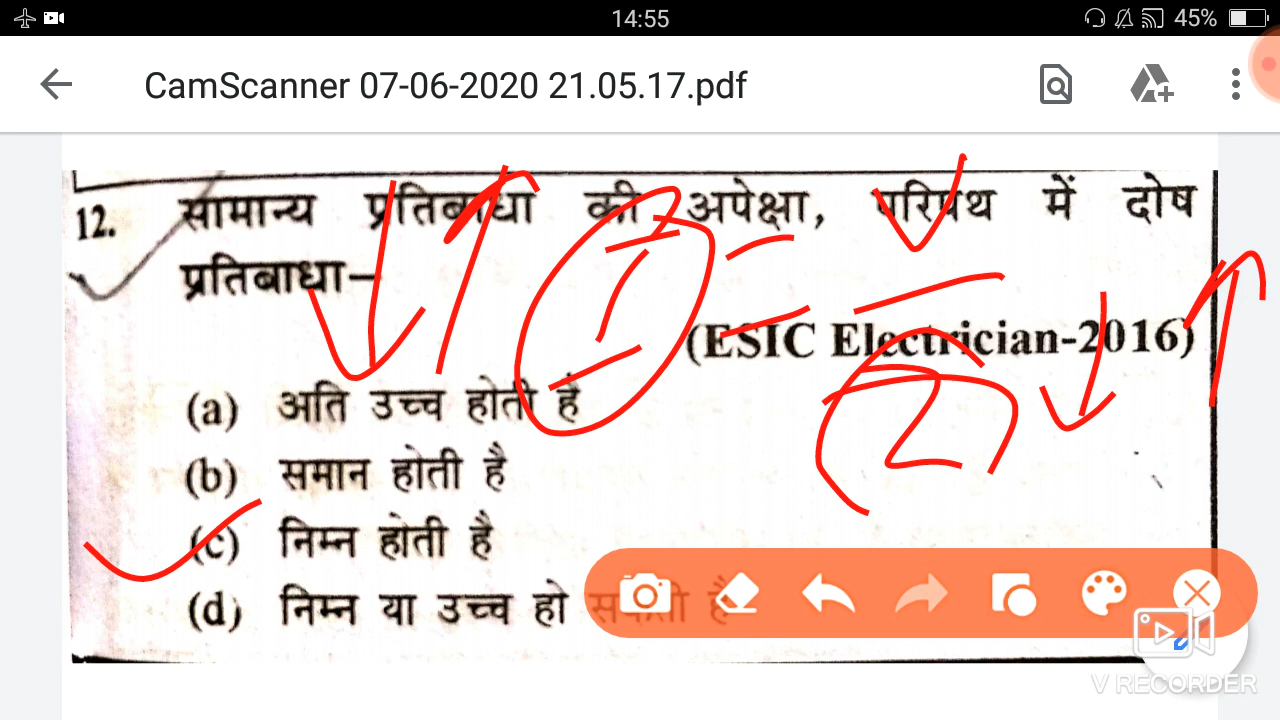 14:55
45%
CamScanner 07-06-2020 21.05.17.pdf
12. सामान्य प्रतिबाधा की अपेक्षा, परिपथ में दोष
प्रतिबाधा–
(ESIC Electrician-2016)
(a) अति उच्च होती है
(b) समान होती है
(c) निम्न होती है
(d) निम्न या उच्च हो सकती है
I
2
V RECORDER